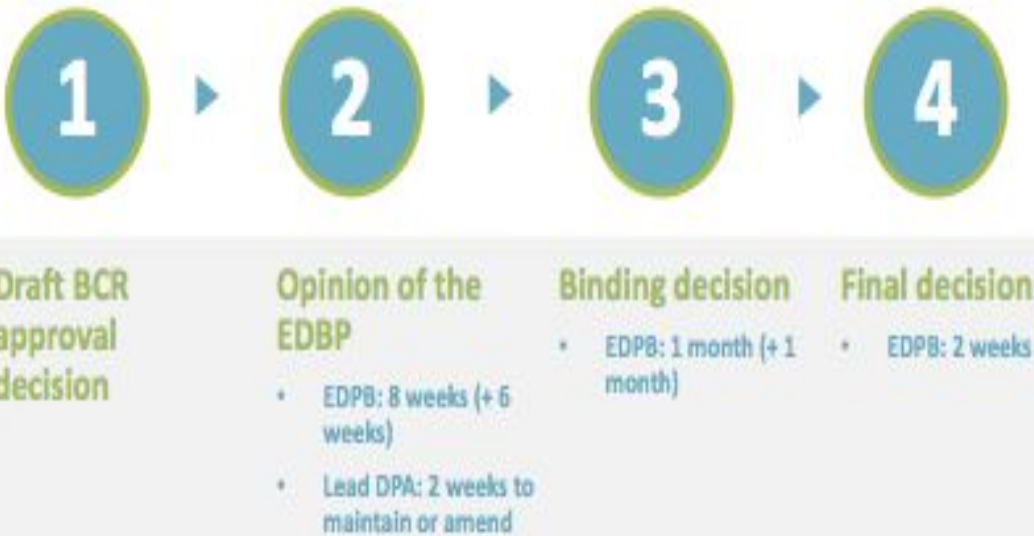 1
2
3
4
Draft BCR
approval
decision
Opinion of the
EDBP
• EDPB: 8 weeks (+ 6
weeks)
• Lead DPA: 2 weeks to
maintain or amend
Binding decision
• EDPB: 1 month (+ 1
month)
Final decision
• EDPB: 2 weeks